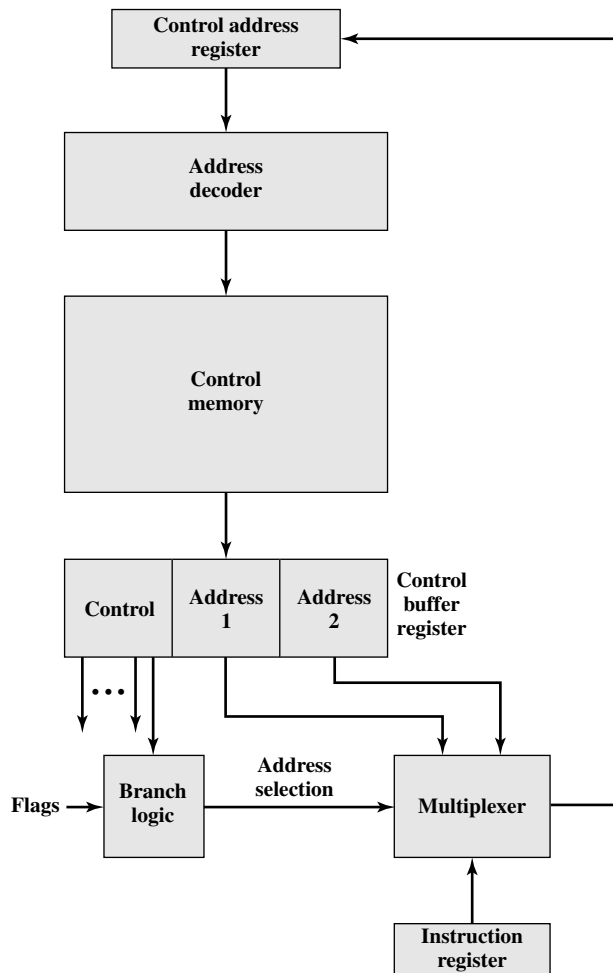 Control address
register
Address
decoder
Control
memory
Control
Address
1
Address
2
Control
buffer
register
Flags
Branch
logic
Address
selection
Multiplexer
Instruction
register